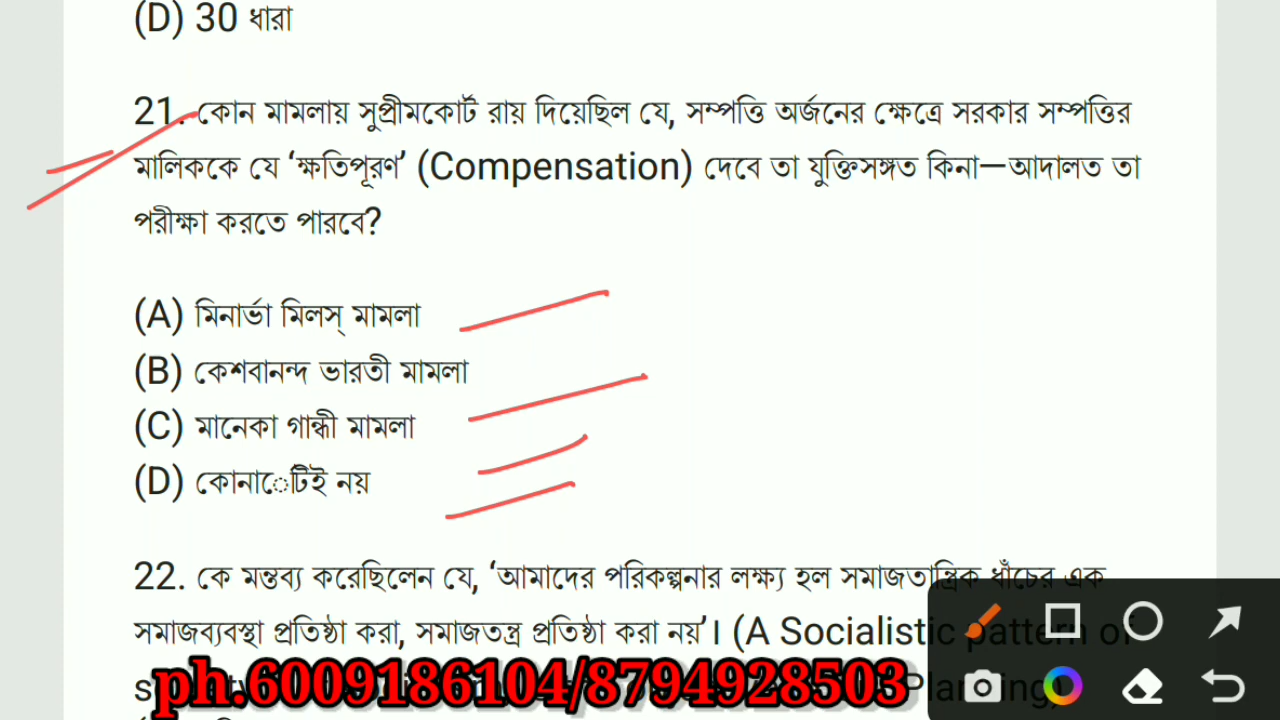 (D) 30 ধারা
21. কোন মামলায় সুপ্রীমকোর্ট রায় দিয়েছিল যে, সম্পত্তি অর্জনের ক্ষেত্রে সরকার সম্পত্তির
মালিককে যে ‘ক্ষতিপূরণ’ (Compensation) দেবে তা যুক্তিসঙ্গত কিনা—আদালত তা
পরীক্ষা করতে পারবে?
(A) মিনার্ভা মিলস্ মামলা
(B) কেশবানন্দ ভারতী মামলা
(C) মানেকা গান্ধী মামলা
(D) কোনােটিই নয়
22. কে মন্তব্য করেছিলেন যে, ‘আমাদের পরিকল্পনার লক্ষ্য হল সমাজতান্ত্রিক ধাঁচের এক
সমাজব্যবস্থা প্রতিষ্ঠা করা, সমাজতন্ত্র প্রতিষ্ঠা করা নয়’। (A Socialistic pattern of
ph.6009186104/8794928503